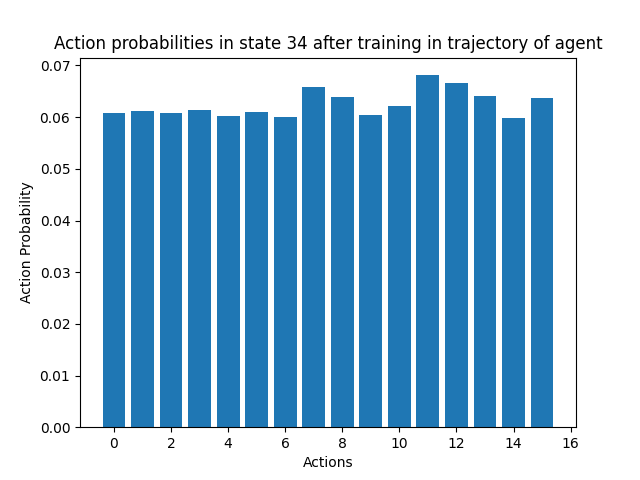 Action probabilities in state 34 after training in trajectory of agent
0.07
0.06
0.05
0.04
0.03
0.02
0.01
0.00
Action Probability
0 2 4 6 8 10 12 14 16
Actions